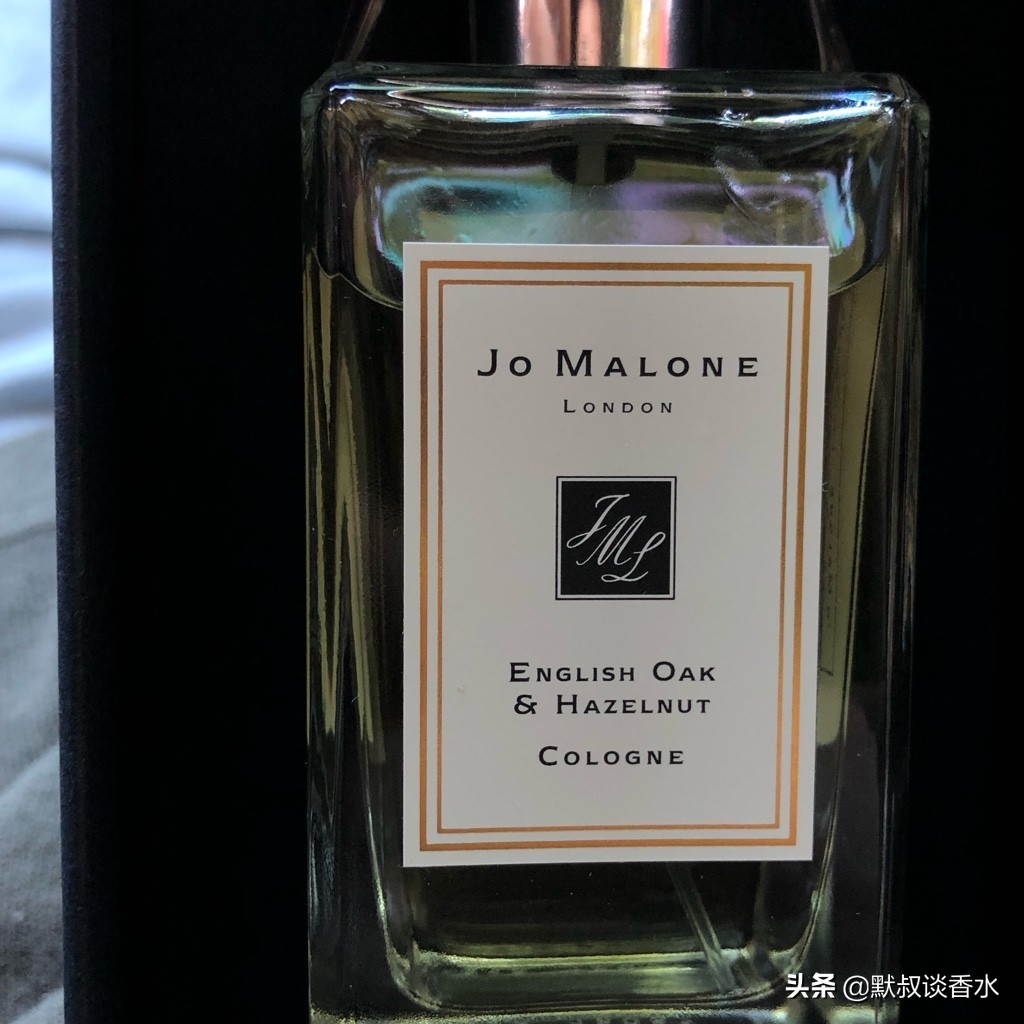 JO MALONE
LONDON
JML
ENGLISH OAK
& HAZELNUT
COLOGNE
头条 @默叔谈香水